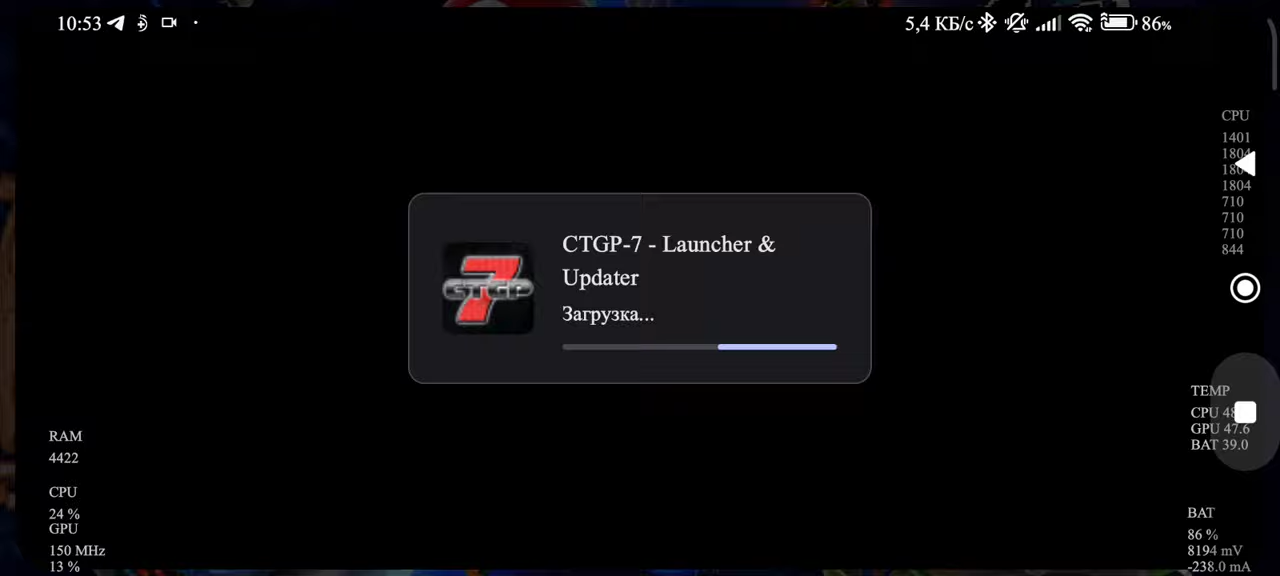 10:53
5,4 КБ/с 86%
CPU
1401
1804
1804
710
710
710
844
CTGP-7 - Launcher &
Updater
Загрузка...
7
CTGP
TEMP
CPU
GPU 47.6
BAT 39.0
RAM
4422
CPU
24 %
GPU
150 MHz
13 %
BAT
86 %
8194 mV
-238.0 mA